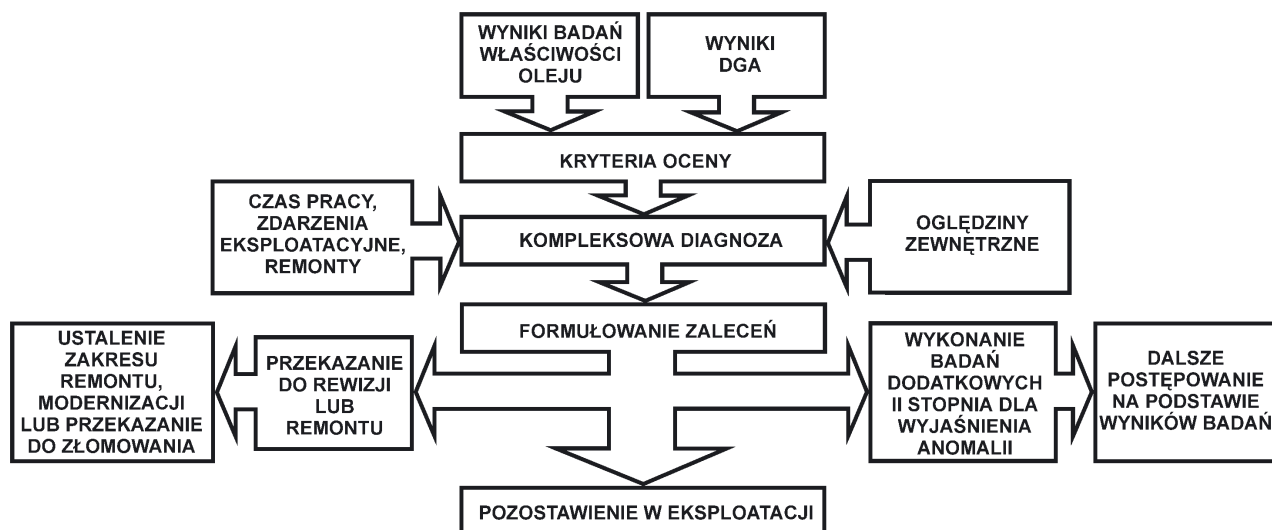 WYNIKI BADAŃ
WŁAŚCIWOŚCI
OLEJU
WYNIKI
DGA
KRYTERIA OCENY
CZAS PRACY,
ZDARZENIA
EKSPLOATACYJNE,
REMONTY
KOMPLEKSOWA DIAGNOZA
OGLĘDZINY
ZEWNĘTRZNE
FORMUŁOWANIE ZALECEŃ
USTALENIE
ZAKRESU
REMONTU,
MODERNIZACJI
LUB PRZEKAZANIE
DO ZŁOMOWANIA
PRZEKAZANIE
DO REWIZJI
LUB
REMONTU
WYKONANIE
BADAŃ
DODATKOWYCH
II STOPNIA DLA
WYJAŚNIENIA
ANOMALII
DALSZE
POSTĘPOWANIE
NA PODSTAWIE
WYNIKÓW BADAŃ
POZOSTAWIENIE W EKSPLOATACJI